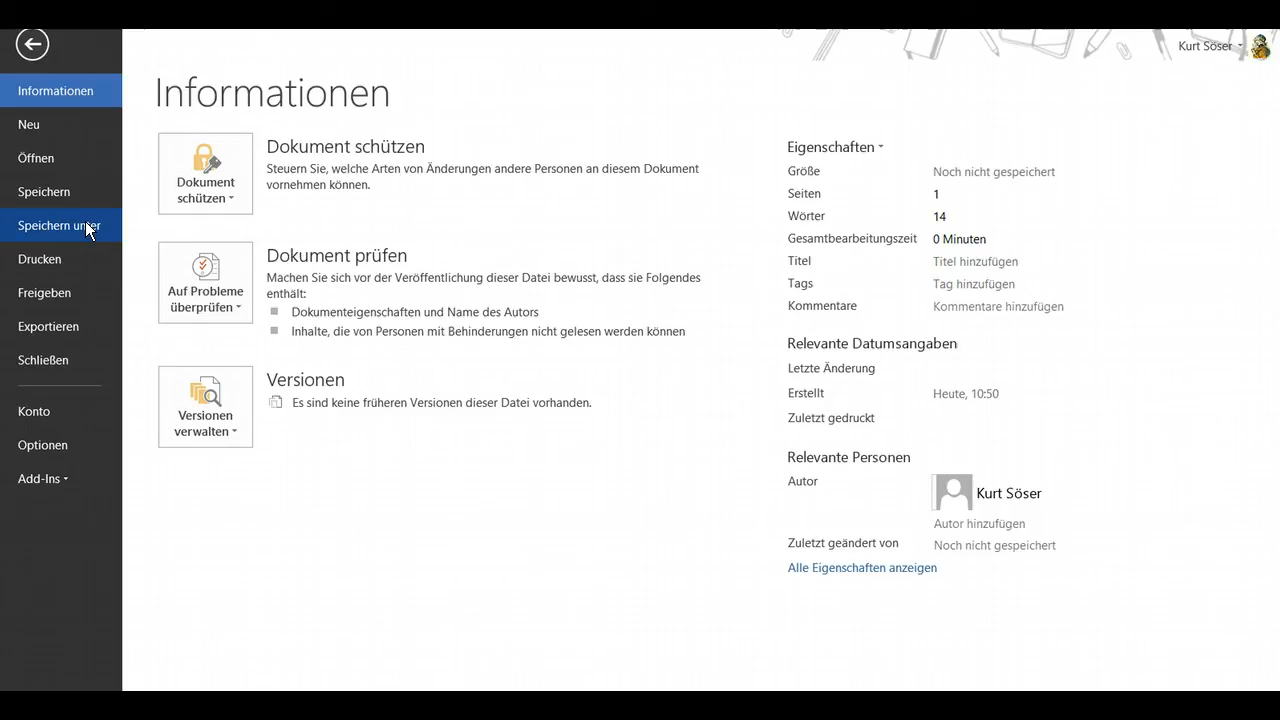 Kurt Söser
Informationen
Neu
Öffnen
Speichern
Speichern unter
Drucken
Freigeben
Exportieren
Schließen
Konto
Optionen
Add-Ins
Informationen
Dokument schützen
Dokument schützen
Steuern Sie, welche Arten von Änderungen andere Personen an diesem Dokument
vornehmen können.
Auf Probleme
überprüfen
Dokument prüfen
Machen Sie sich vor der Veröffentlichung dieser Datei bewusst, dass sie Folgendes
enthält:
Dokumenteigenschaften und Name des Autors
Inhalte, die von Personen mit Behinderungen nicht gelesen werden können
Versionen
verwalten
Versionen
Es sind keine früheren Versionen dieser Datei vorhanden.
Eigenschaften
Größe Noch nicht gespeichert
Seiten 1
Wörter 14
Gesamtbearbeitungszeit 0 Minuten
Titel Titel hinzufügen
Tags Tag hinzufügen
Kommentare Kommentare hinzufügen
Relevante Datumsangaben
Letzte Änderung
Erstellt Heute, 10:50
Zuletzt gedruckt
Relevante Personen
Autor
Kurt Söser
Autor hinzufügen
Zuletzt geändert von Noch nicht gespeichert
Alle Eigenschaften anzeigen